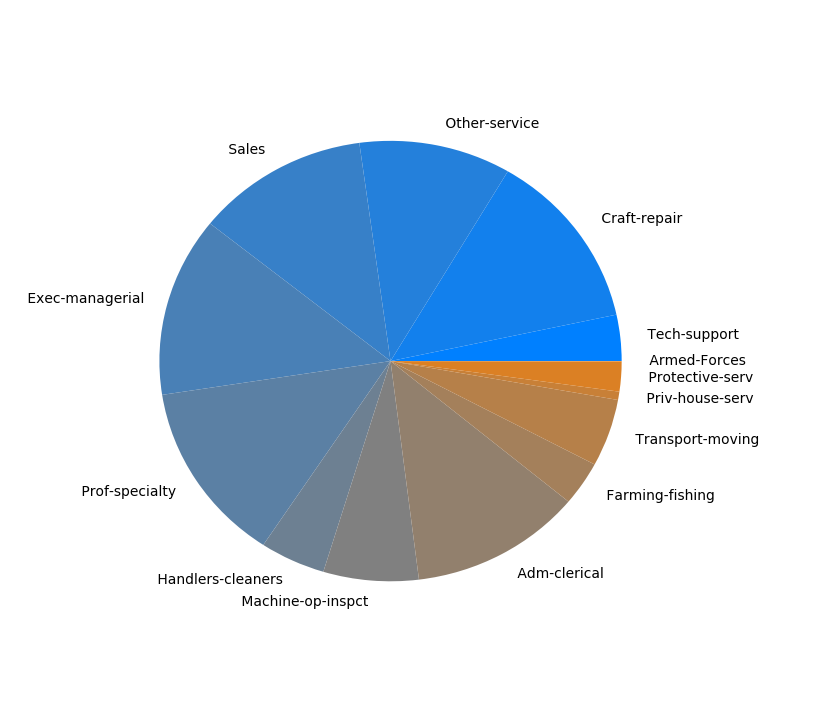 Other-service
Sales
Craft-repair
Exec-managerial
Tech-support
Armed-Forces
Protective-serv
Priv-house-serv
Transport-moving
Prof-specialty
Farming-fishing
Adm-clerical
Handlers-cleaners
Machine-op-inspct